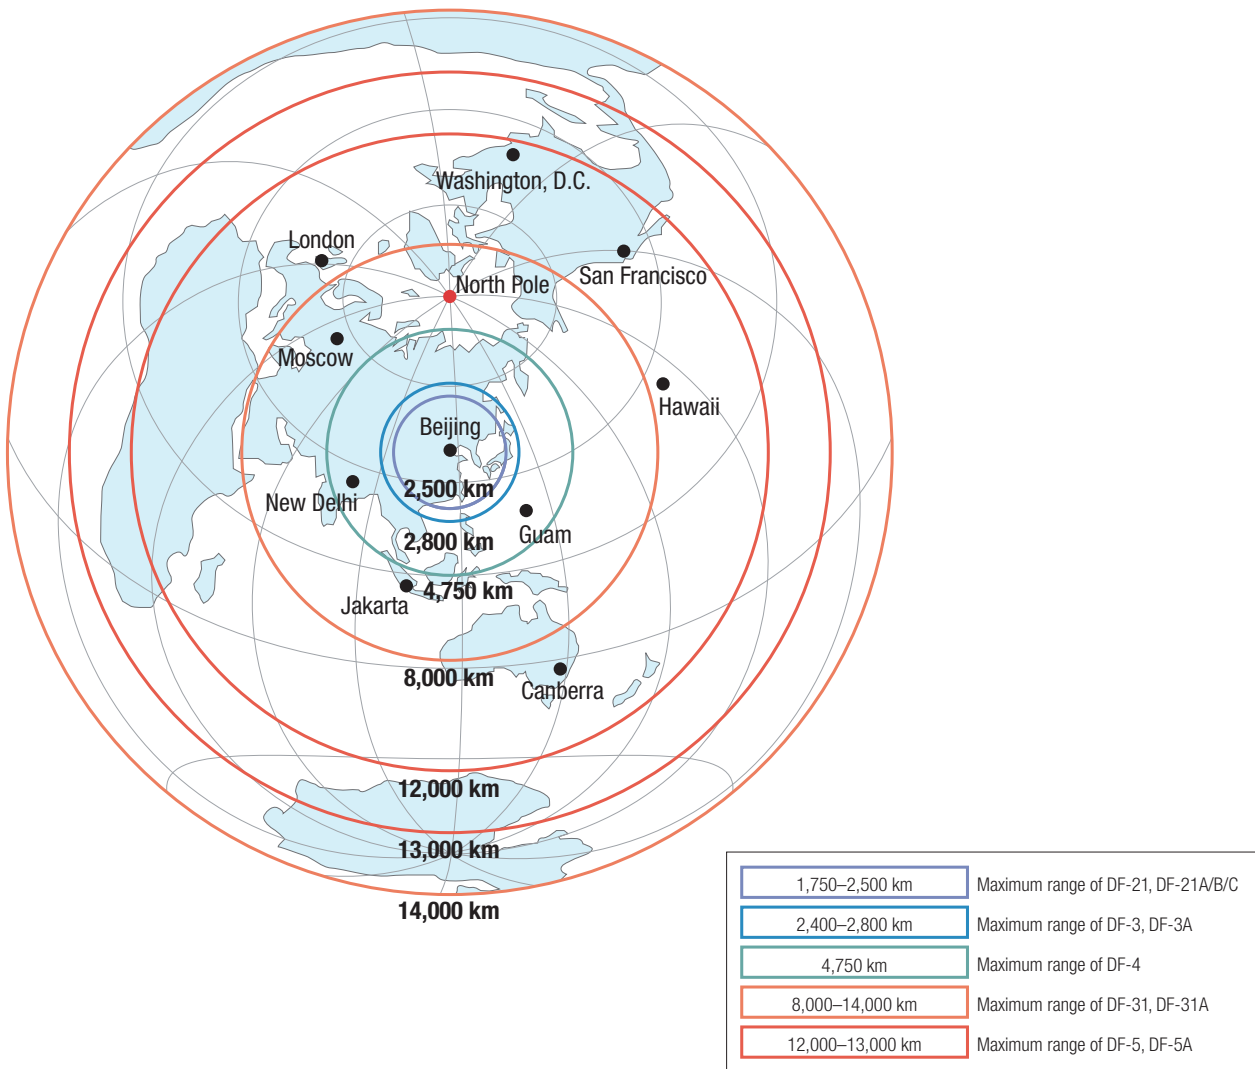 Washington, D.C.
London
San Francisco
North Pole
Moscow
Hawaii
Beijing
2,500 km
New Delhi
Guam
2,800 km
4,750 km
Jakarta
8,000 km
Canberra
12,000 km
13,000 km
14,000 km
1,750–2,500 km Maximum range of DF-21, DF-21A/B/C
2,400–2,800 km Maximum range of DF-3, DF-3A
4,750 km Maximum range of DF-4
8,000–14,000 km Maximum range of DF-31, DF-31A
12,000–13,000 km Maximum range of DF-5, DF-5A